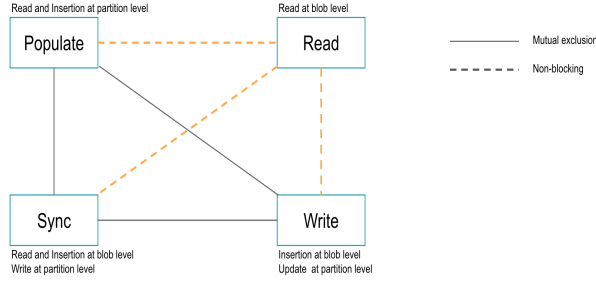 Read and Insertion at partition level
Read at blob level
Populate
Read
Mutual exclusion
Non-blocking
Sync
Write
Read and Insertion at blob level
Write at partition level
Insertion at blob level
Update at partition level